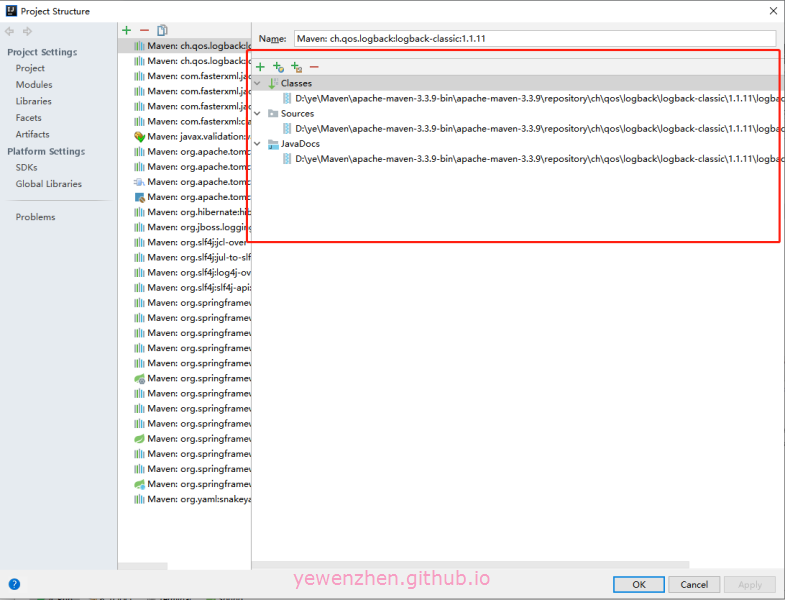 Project Structure
Project Settings
Project
Modules
Libraries
Facets
Artifacts
Platform Settings
SDKs
Global Libraries
Problems
Maven: ch.qos.logback:lo
Maven: ch.qos.logback:lo
Maven: com.fasterxml.jac
Maven: com.fasterxml.jac
Maven: com.fasterxml.jac
Maven: com.fasterxml:cla
Maven: javax.validation:v
Maven: org.apache.tomc
Maven: org.apache.tomc
Maven: org.apache.tomc
Maven: org.apache.tomc
Maven: org.hibernate:hib
Maven: org.jboss.logging
Maven: org.slf4j:jcl-over-
Maven: org.slf4j:jul-to-slf
Maven: org.slf4j:log4j-ov
Maven: org.slf4j:slf4j-api:
Maven: org.springframew
Maven: org.springframew
Maven: org.springframew
Maven: org.springframew
Maven: org.springframew
Maven: org.springframew
Maven: org.springframew
Maven: org.springframew
Maven: org.springframew
Maven: org.springframew
Maven: org.springframew
Maven: org.springframew
Maven: org.yaml:snakeya
Name: Maven: ch.qos.logback:logback-classic:1.1.11
Classes
D:\ye\Maven\apache-maven-3.3.9-bin\apache-maven-3.3.9\repository\ch\qos\logback\logback-classic\1.1.11\logbac
Sources
D:\ye\Maven\apache-maven-3.3.9-bin\apache-maven-3.3.9\repository\ch\qos\logback\logback-classic\1.1.11\logbac
JavaDocs
D:\ye\Maven\apache-maven-3.3.9-bin\apache-maven-3.3.9\repository\ch\qos\logback\logback-classic\1.1.11\logbac
yewenzhen.github.io
OK Cancel Apply